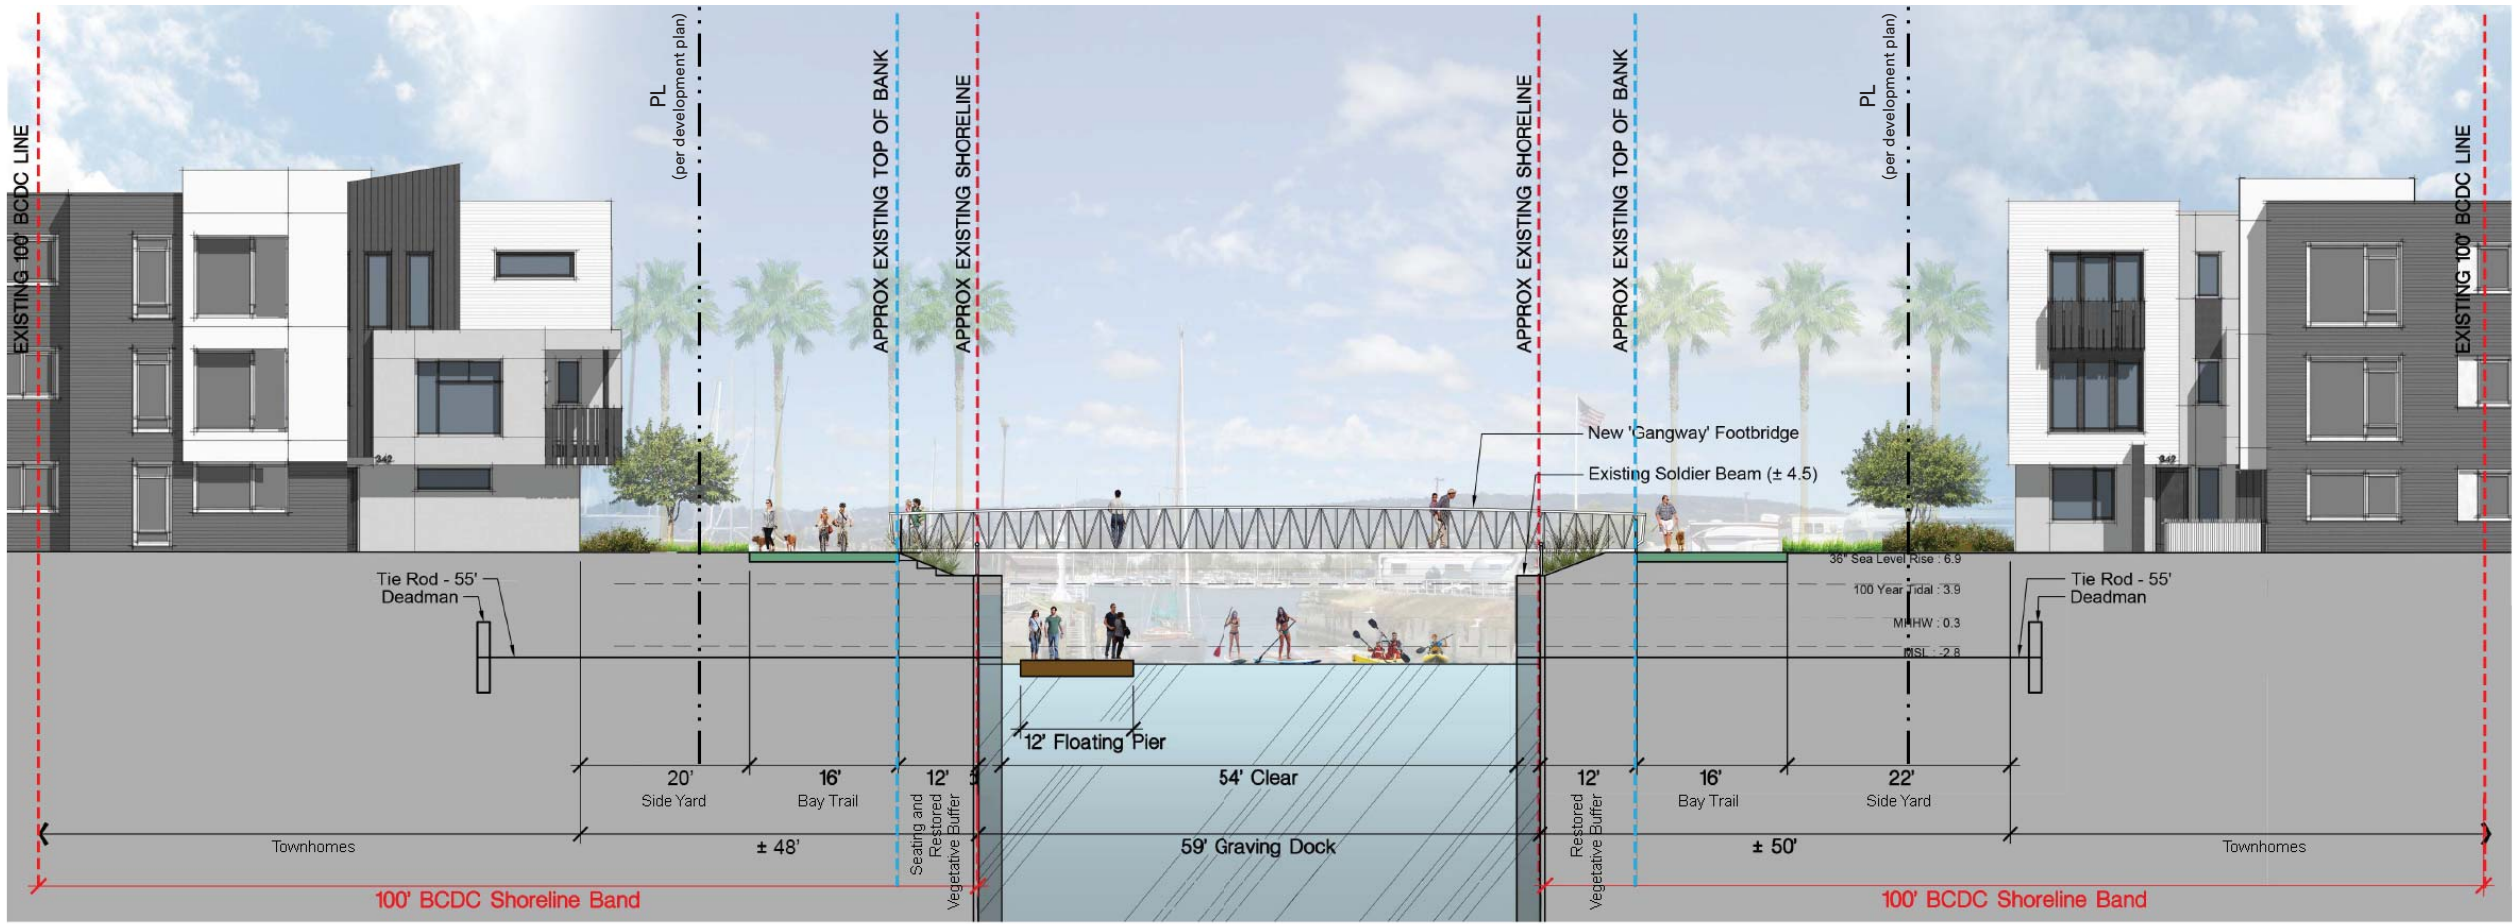 EXISTING 100' BCDC LINE
PL
(per development plan)
APPROX EXISTING TOP OF BANK
APPROX EXISTING SHORELINE
APPROX EXISTING SHORELINE
APPROX EXISTING TOP OF BANK
PL
(per development plan)
EXISTING 100' BCDC LINE
New 'Gangway' Footbridge
Existing Soldier Beam (± 4.5)
342
342
36" Sea Level Rise : 6.9
100 Year Tidal : 3.9
MHHW : 0.3
MSL : -2.8
Tie Rod - 55'
Deadman
Tie Rod - 55'
Deadman
12' Floating Pier
20'
Side Yard
16'
Bay Trail
12'
Seating and
Restored
Vegetative Buffer
54' Clear
12'
Restored
Vegetative Buffer
16'
Bay Trail
22'
Side Yard
Townhomes
± 48'
59' Graving Dock
± 50'
Townhomes
100' BCDC Shoreline Band
100' BCDC Shoreline Band